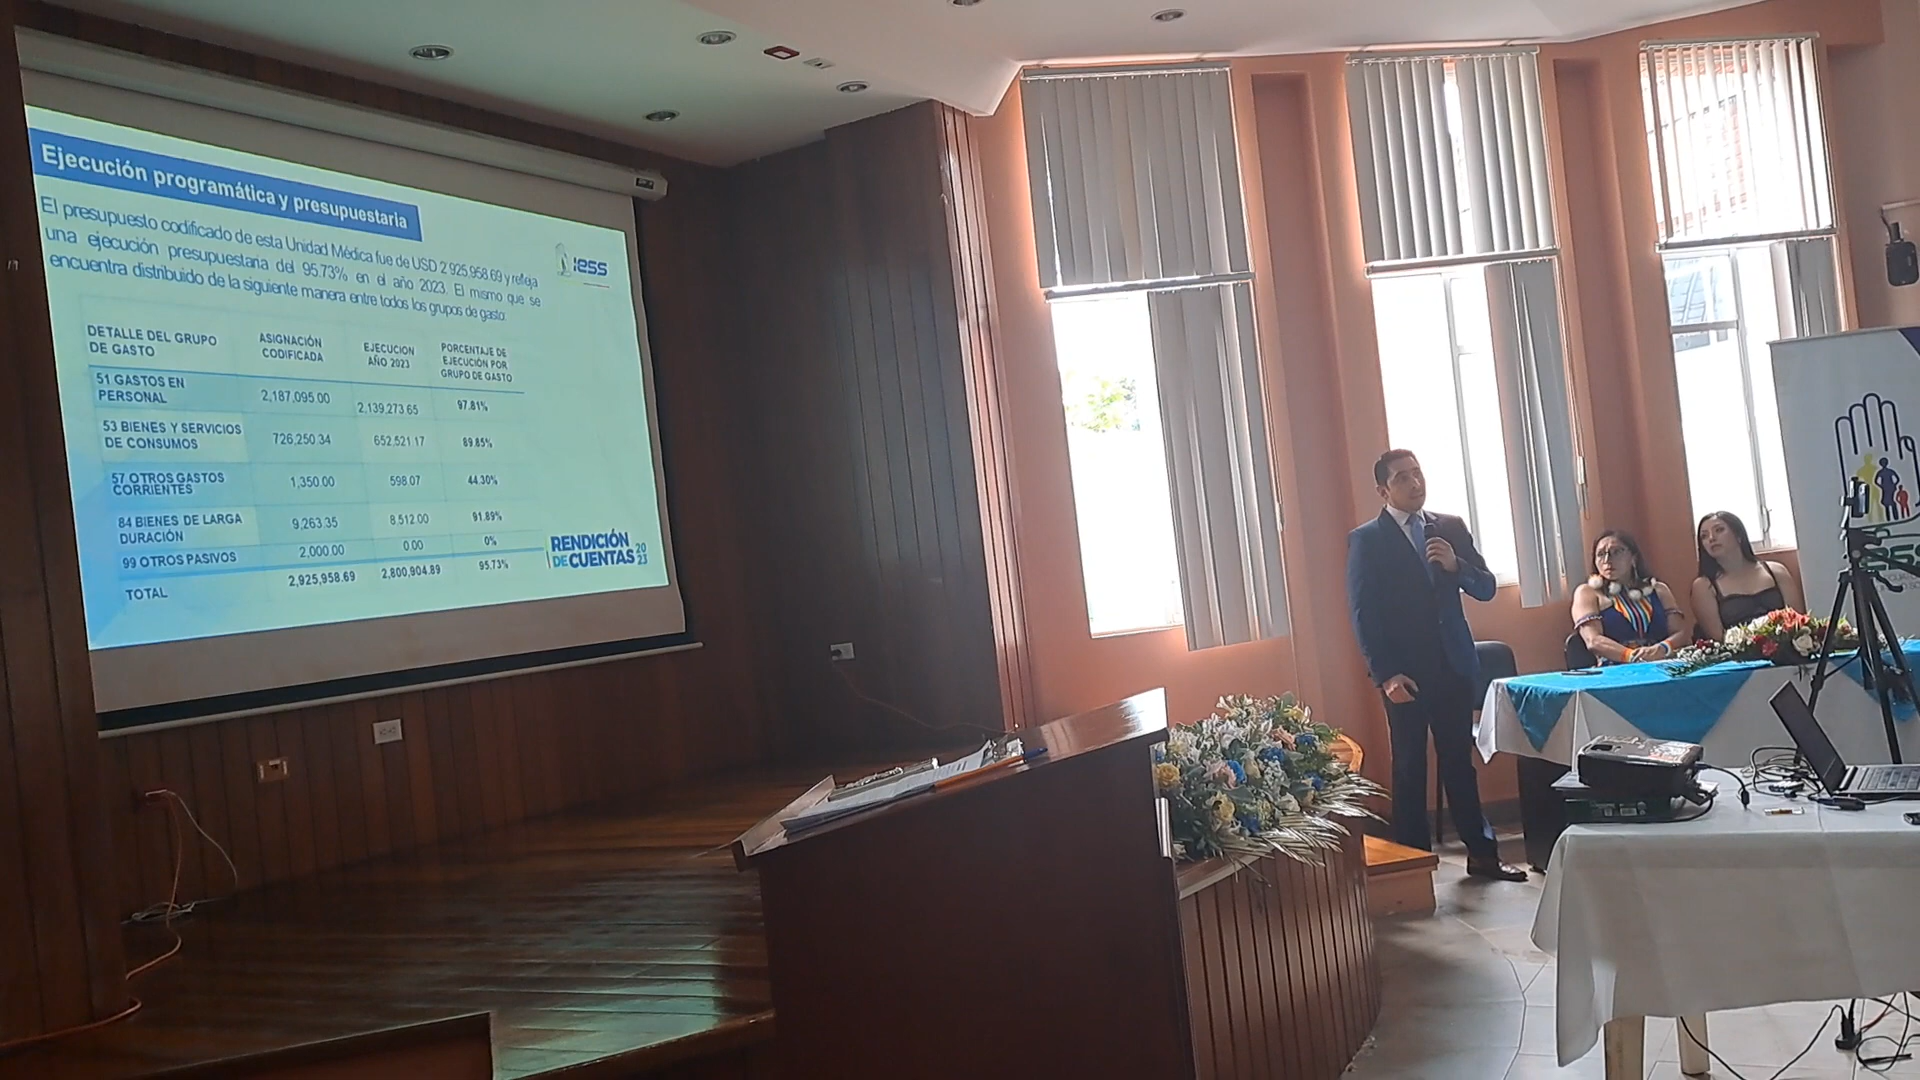 Ejecución programática y presupuestaria
El presupuesto codificado de esta Unidad Médica fue de USD 2 925,958.69 y refleja
una ejecución presupuestaria del 95.73% en el año 2023. El mismo que se
encuentra distribuido de la siguiente manera entre todos los grupos de gasto:
IESS
DETALLE DEL GRUPO DE GASTO ASIGNACIÓN CODIFICADA EJECUCION AÑO 2023 PORCENTAJE DE EJECUCIÓN POR GRUPO DE GASTO
51 GASTOS EN PERSONAL 2,187,095.00 2,139,273.65 97.81%
53 BIENES Y SERVICIOS DE CONSUMOS 726,250.34 652,521.17 89.85%
57 OTROS GASTOS CORRIENTES 1,350.00 598.07 44.30%
84 BIENES DE LARGA DURACIÓN 9,263.35 8,512.00 91.89%
99 OTROS PASIVOS 2,000.00 0.00 0%
TOTAL 2,925,958.69 2,800,904.89 95.73%
RENDICIÓN
DE CUENTAS 2023